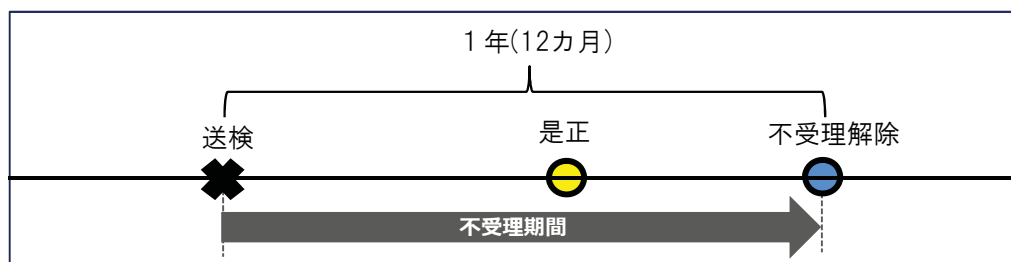 １年(12カ月)
送検
是正
不受理解除
不受理期間